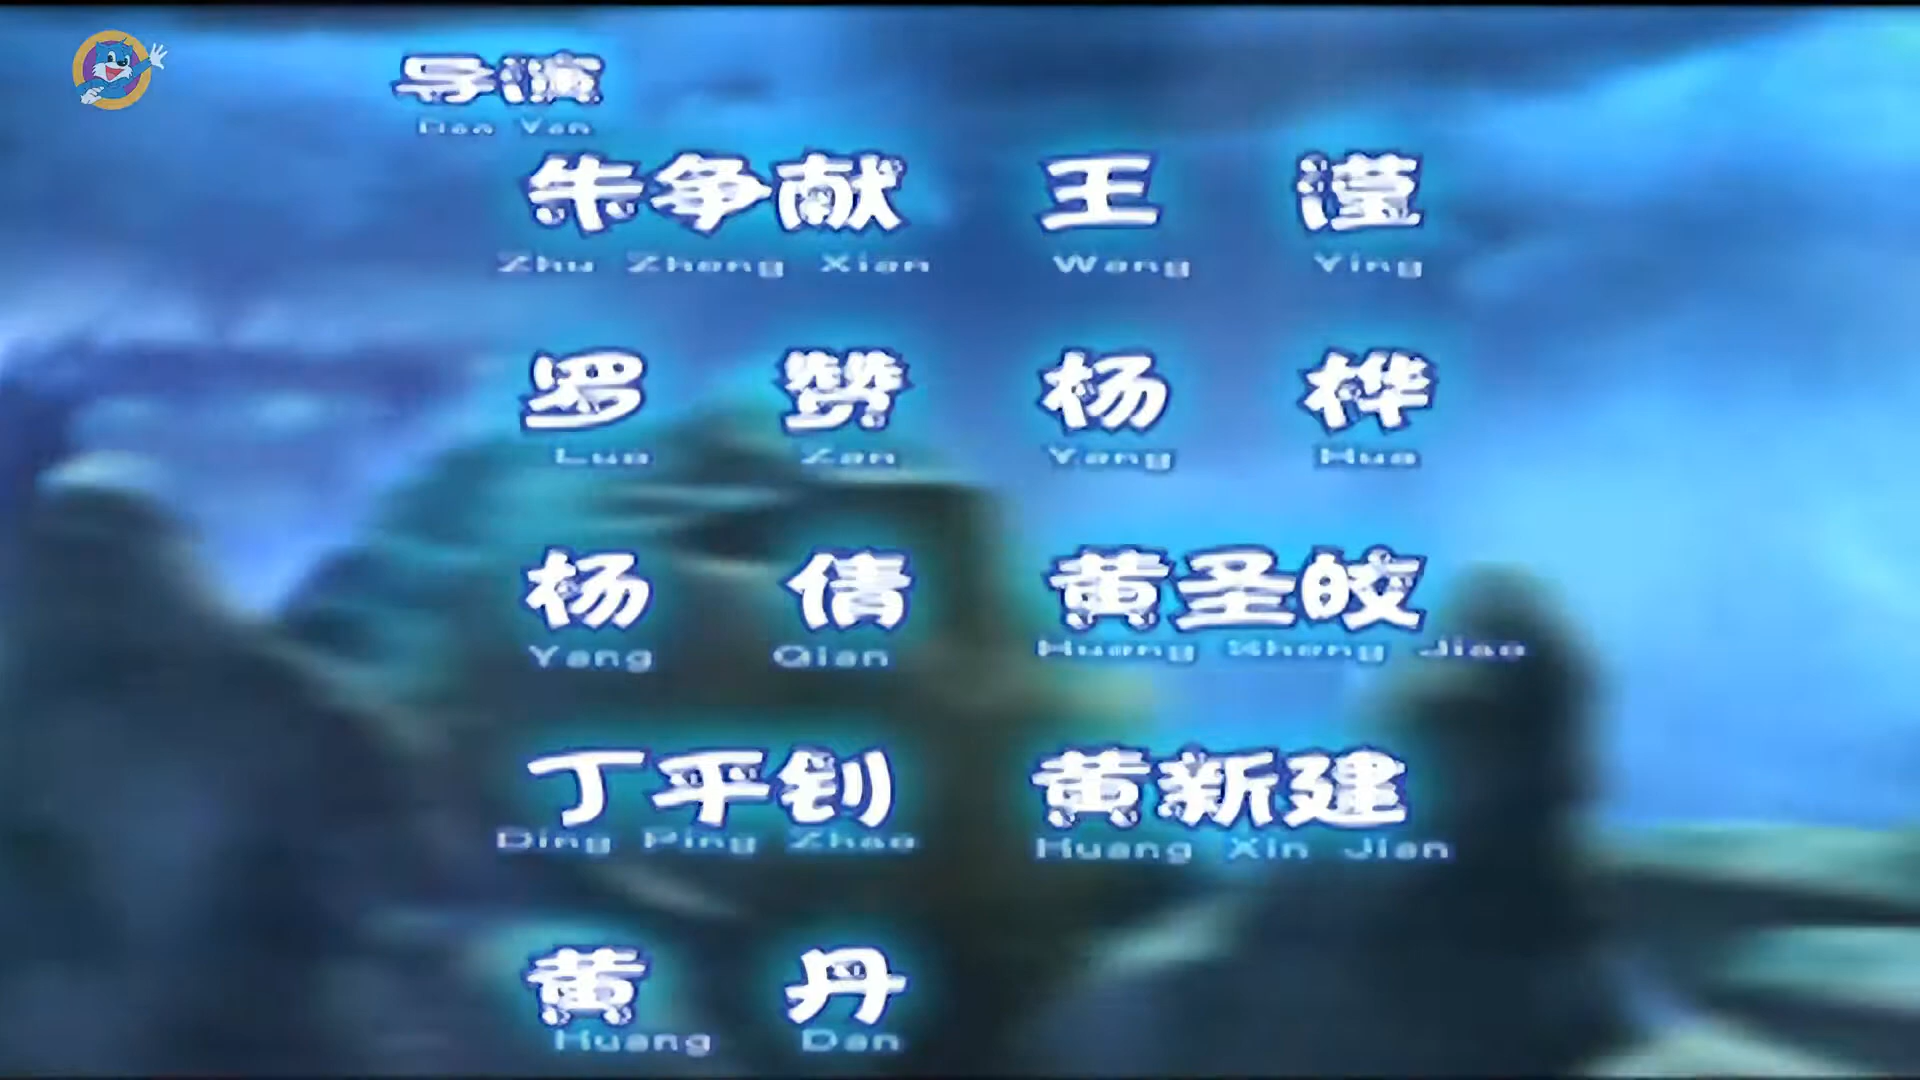 导演
Dao Yan
朱争献 王 滢
Zhu Zheng Xian Wang Ying
罗 赞 杨 桦
Luo Zan Yang Hua
杨 倩 黄圣皎
Yang Qian Huang Sheng Jiao
丁平钊 黄新建
Ding Ping Zhao Huang Xin Jian
黄 丹
Huang Dan